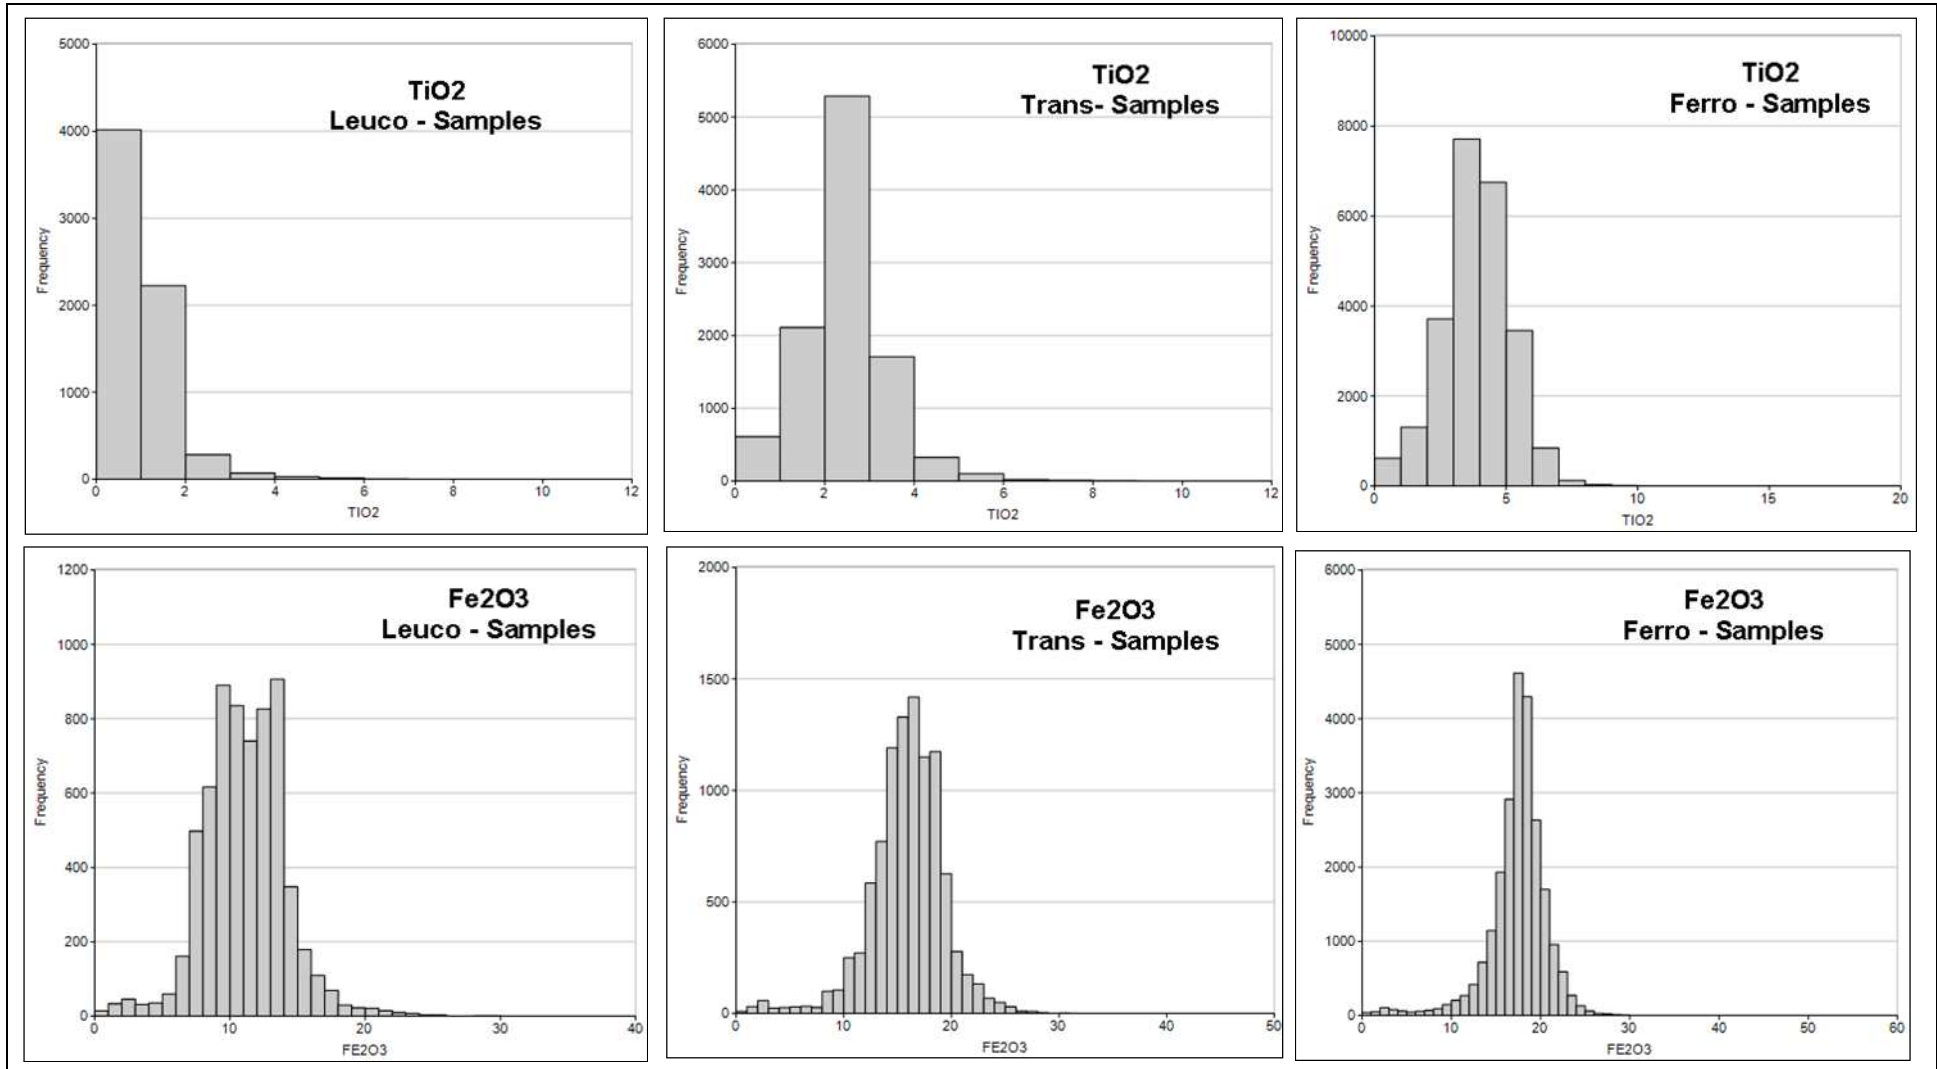 TiO2
Leuco - Samples
5000
4000
3000
2000
1000
0
Frequency
0 2 4 6 8 10 12
TIO2
TiO2
Trans- Samples
6000
5000
4000
3000
2000
1000
0
Frequency
0 2 4 6 8 10 12
TIO2
TiO2
Ferro - Samples
10000
8000
6000
4000
2000
0
Frequency
0 5 10 15 20
TIO2
Fe2O3
Leuco - Samples
1200
1000
800
600
400
200
0
Frequency
0 10 20 30 40
FE2O3
Fe2O3
Trans - Samples
2000
1500
1000
500
0
Frequency
0 10 20 30 40 50
FE2O3
Fe2O3
Ferro - Samples
6000
5000
4000
3000
2000
1000
0
Frequency
0 10 20 30 40 50 60
FE2O3